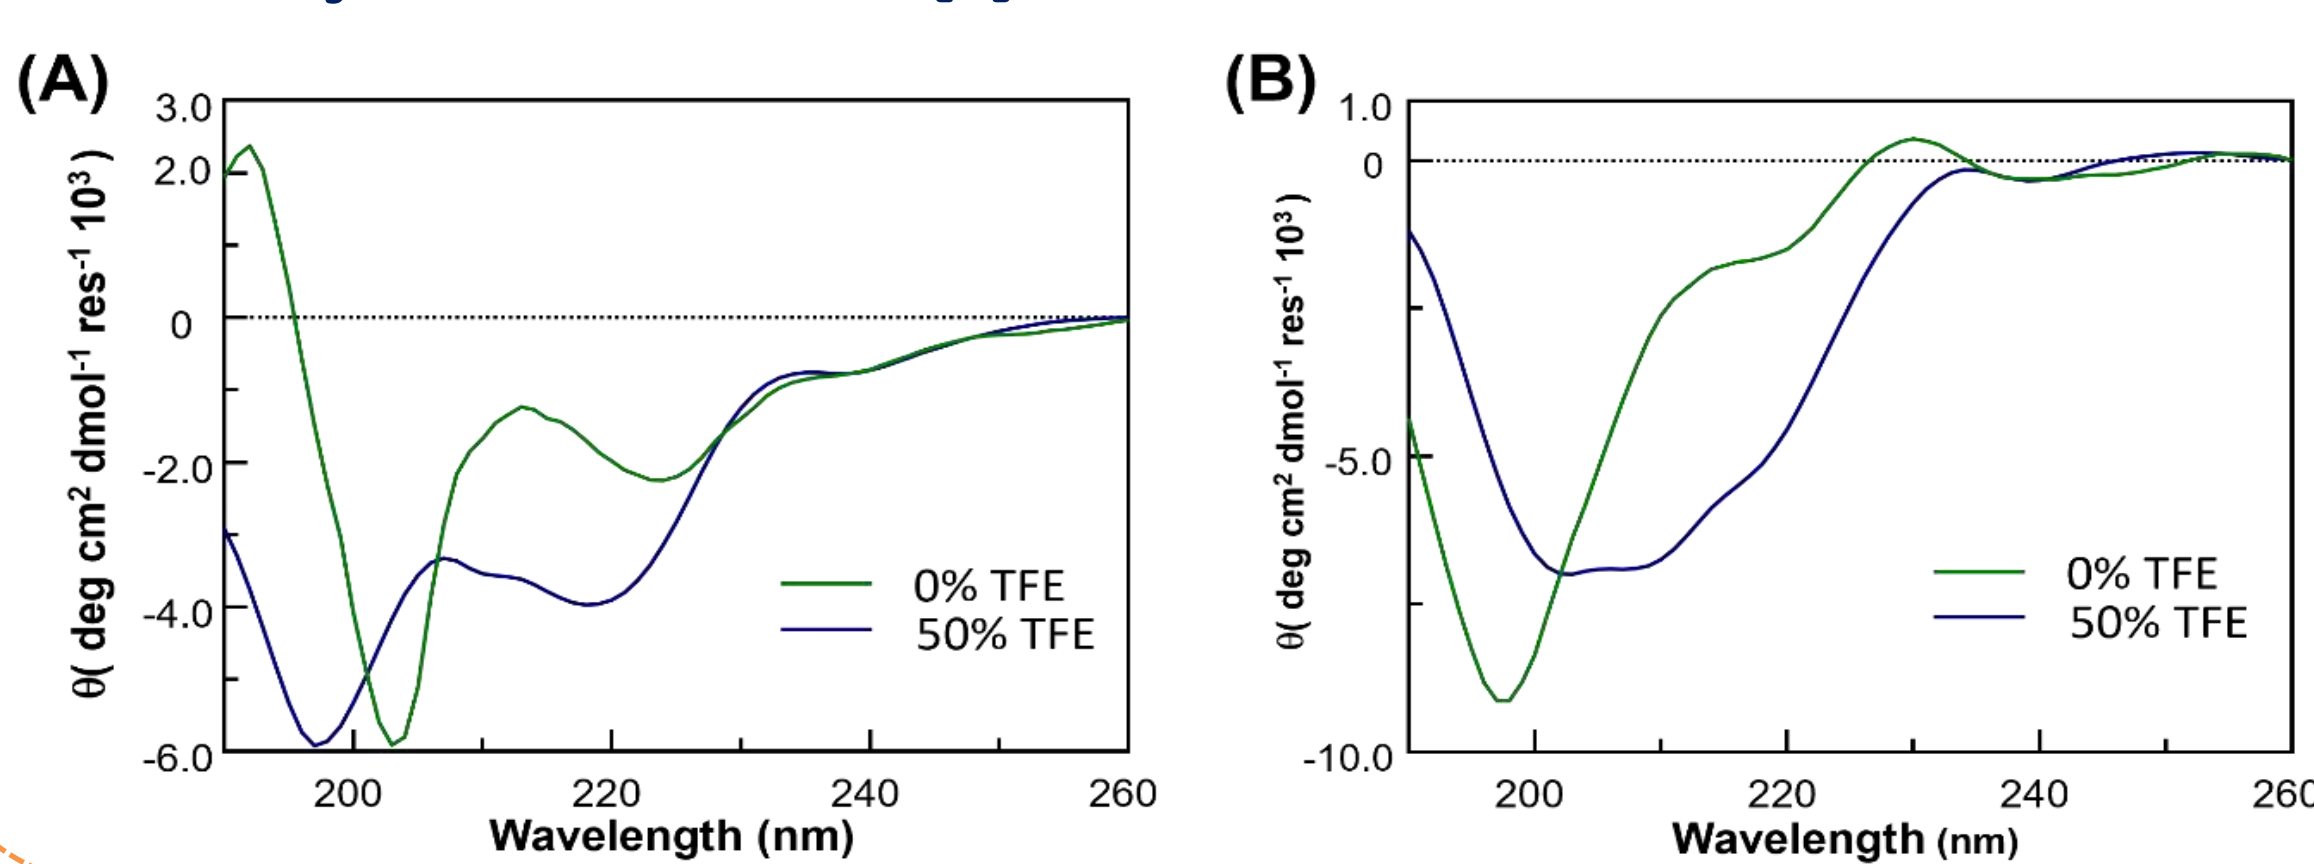 (A)
3.0
2.0
0
-2.0
-4.0
-6.0
θ( deg cm² dmol⁻¹ res⁻¹ 10³ )
0% TFE
50% TFE
200 220 240 260
Wavelength (nm)
(B)
1.0
0
-5.0
-10.0
θ( deg cm² dmol⁻¹ res⁻¹ 10³ )
0% TFE
50% TFE
200 220 240 260
Wavelength (nm)